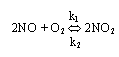 2NO + O₂ ⇔ 2NO₂
k₁
k₂